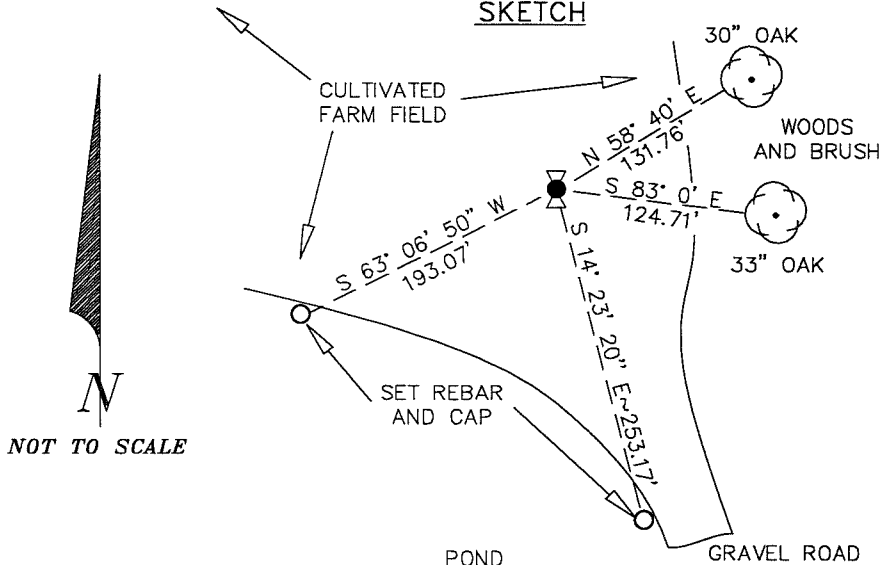 SKETCH
30" OAK
CULTIVATED
FARM FIELD
N 58° 40' E
131.76'
WOODS
AND BRUSH
S 83° 0' E
124.71'
33" OAK
S 63° 06' 50" W
193.07'
S 14° 23' 20" E~253.17'
SET REBAR
AND CAP
N
NOT TO SCALE
POND
GRAVEL ROAD